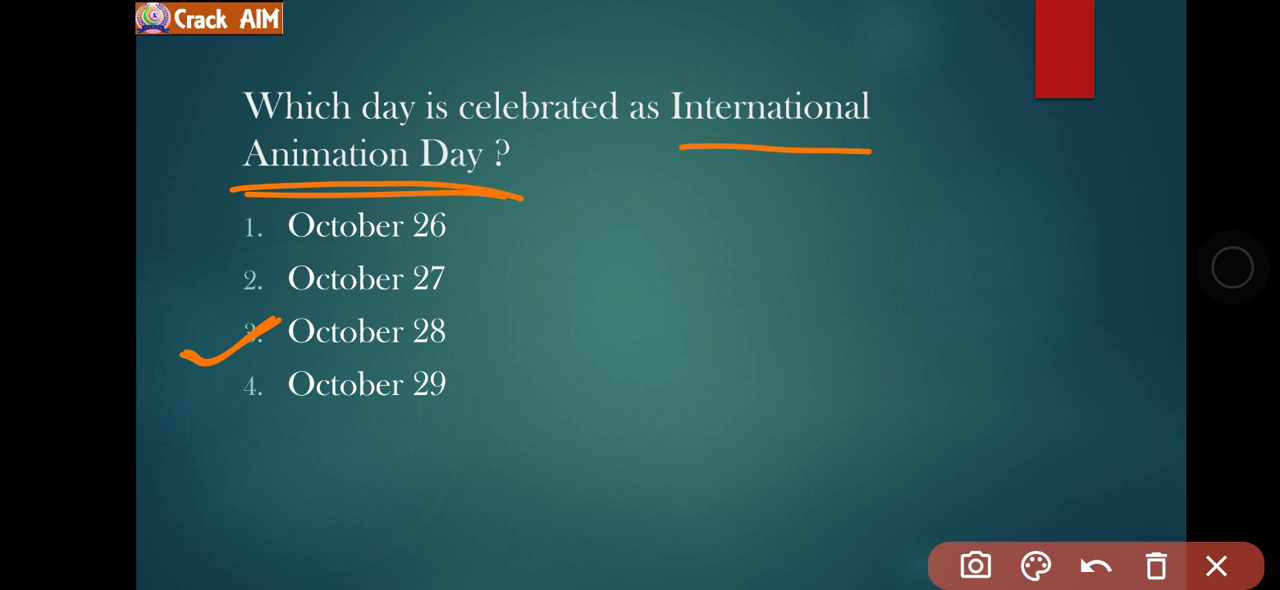 Crack AIM
Which day is celebrated as International
Animation Day ?
1. October 26
2. October 27
3. October 28
4. October 29